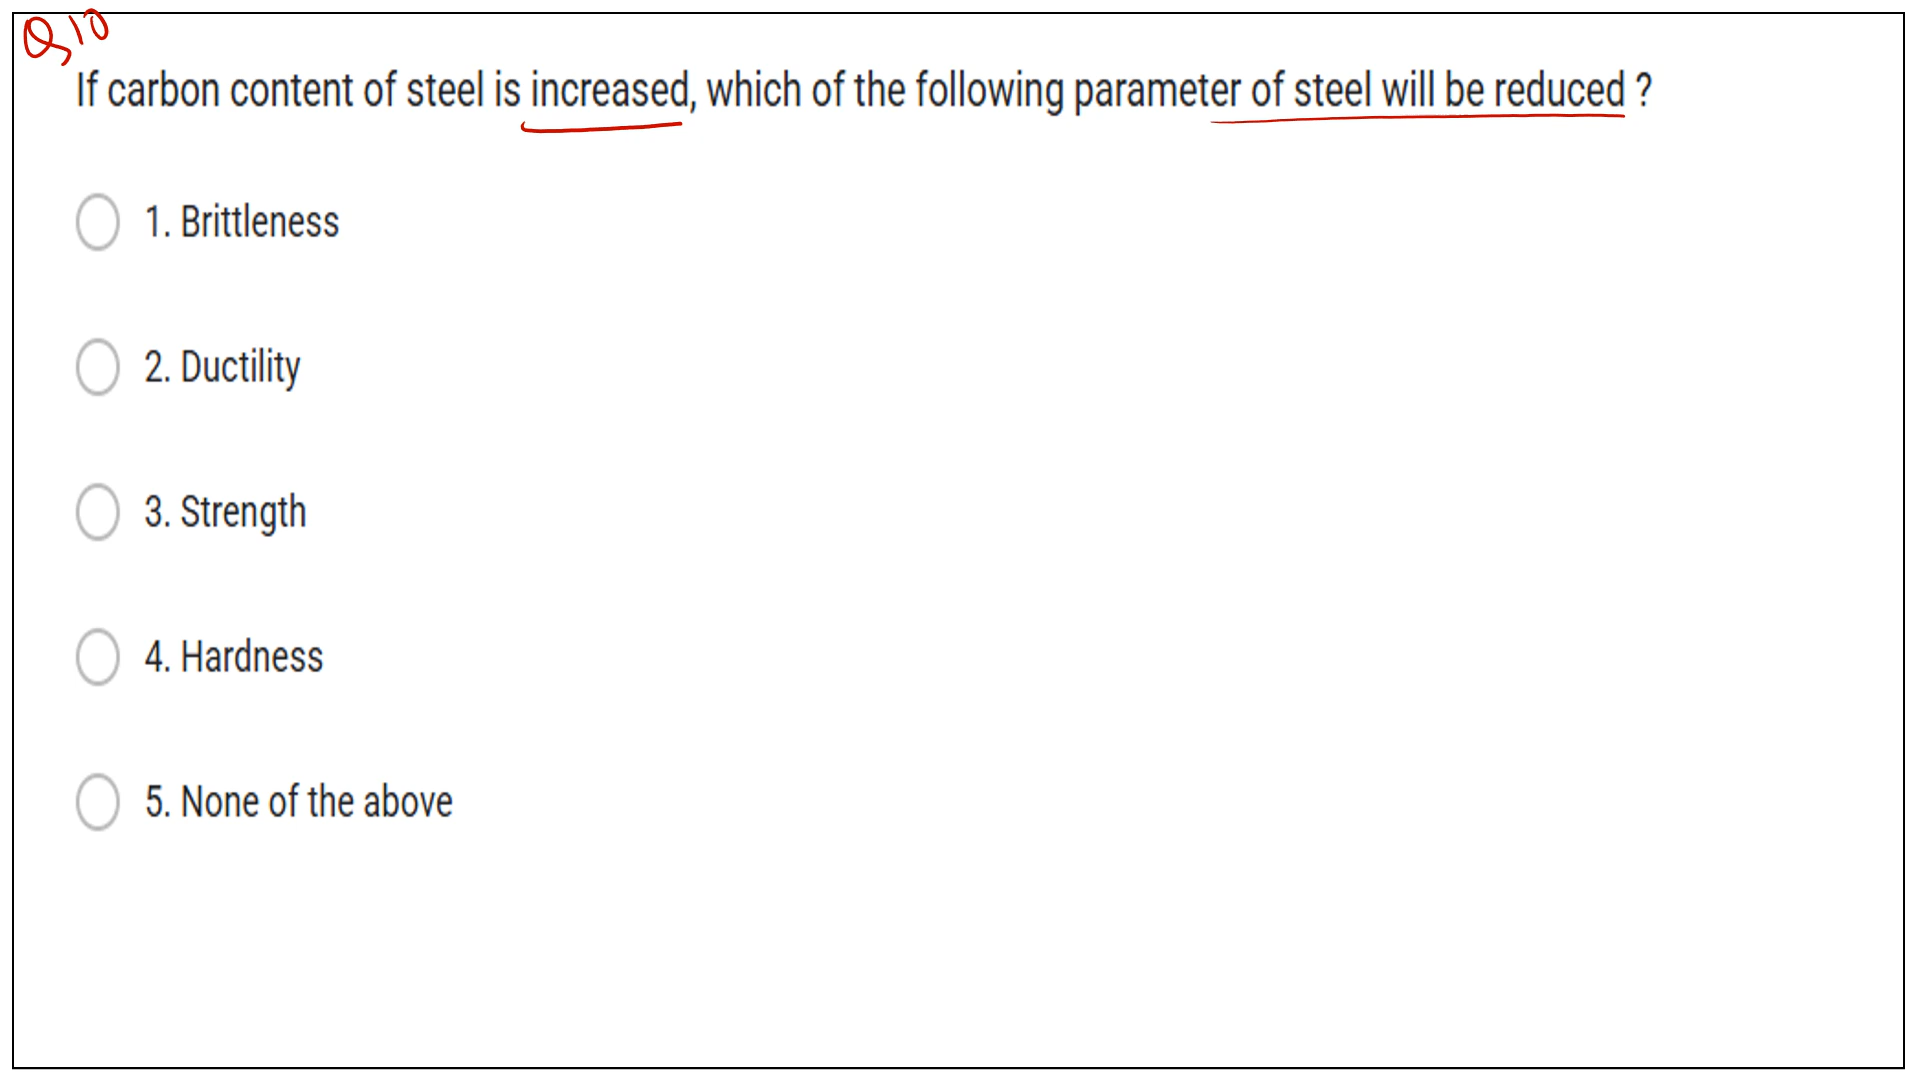 Q10
If carbon content of steel is increased, which of the following parameter of steel will be reduced ?
1. Brittleness
2. Ductility
3. Strength
4. Hardness
5. None of the above